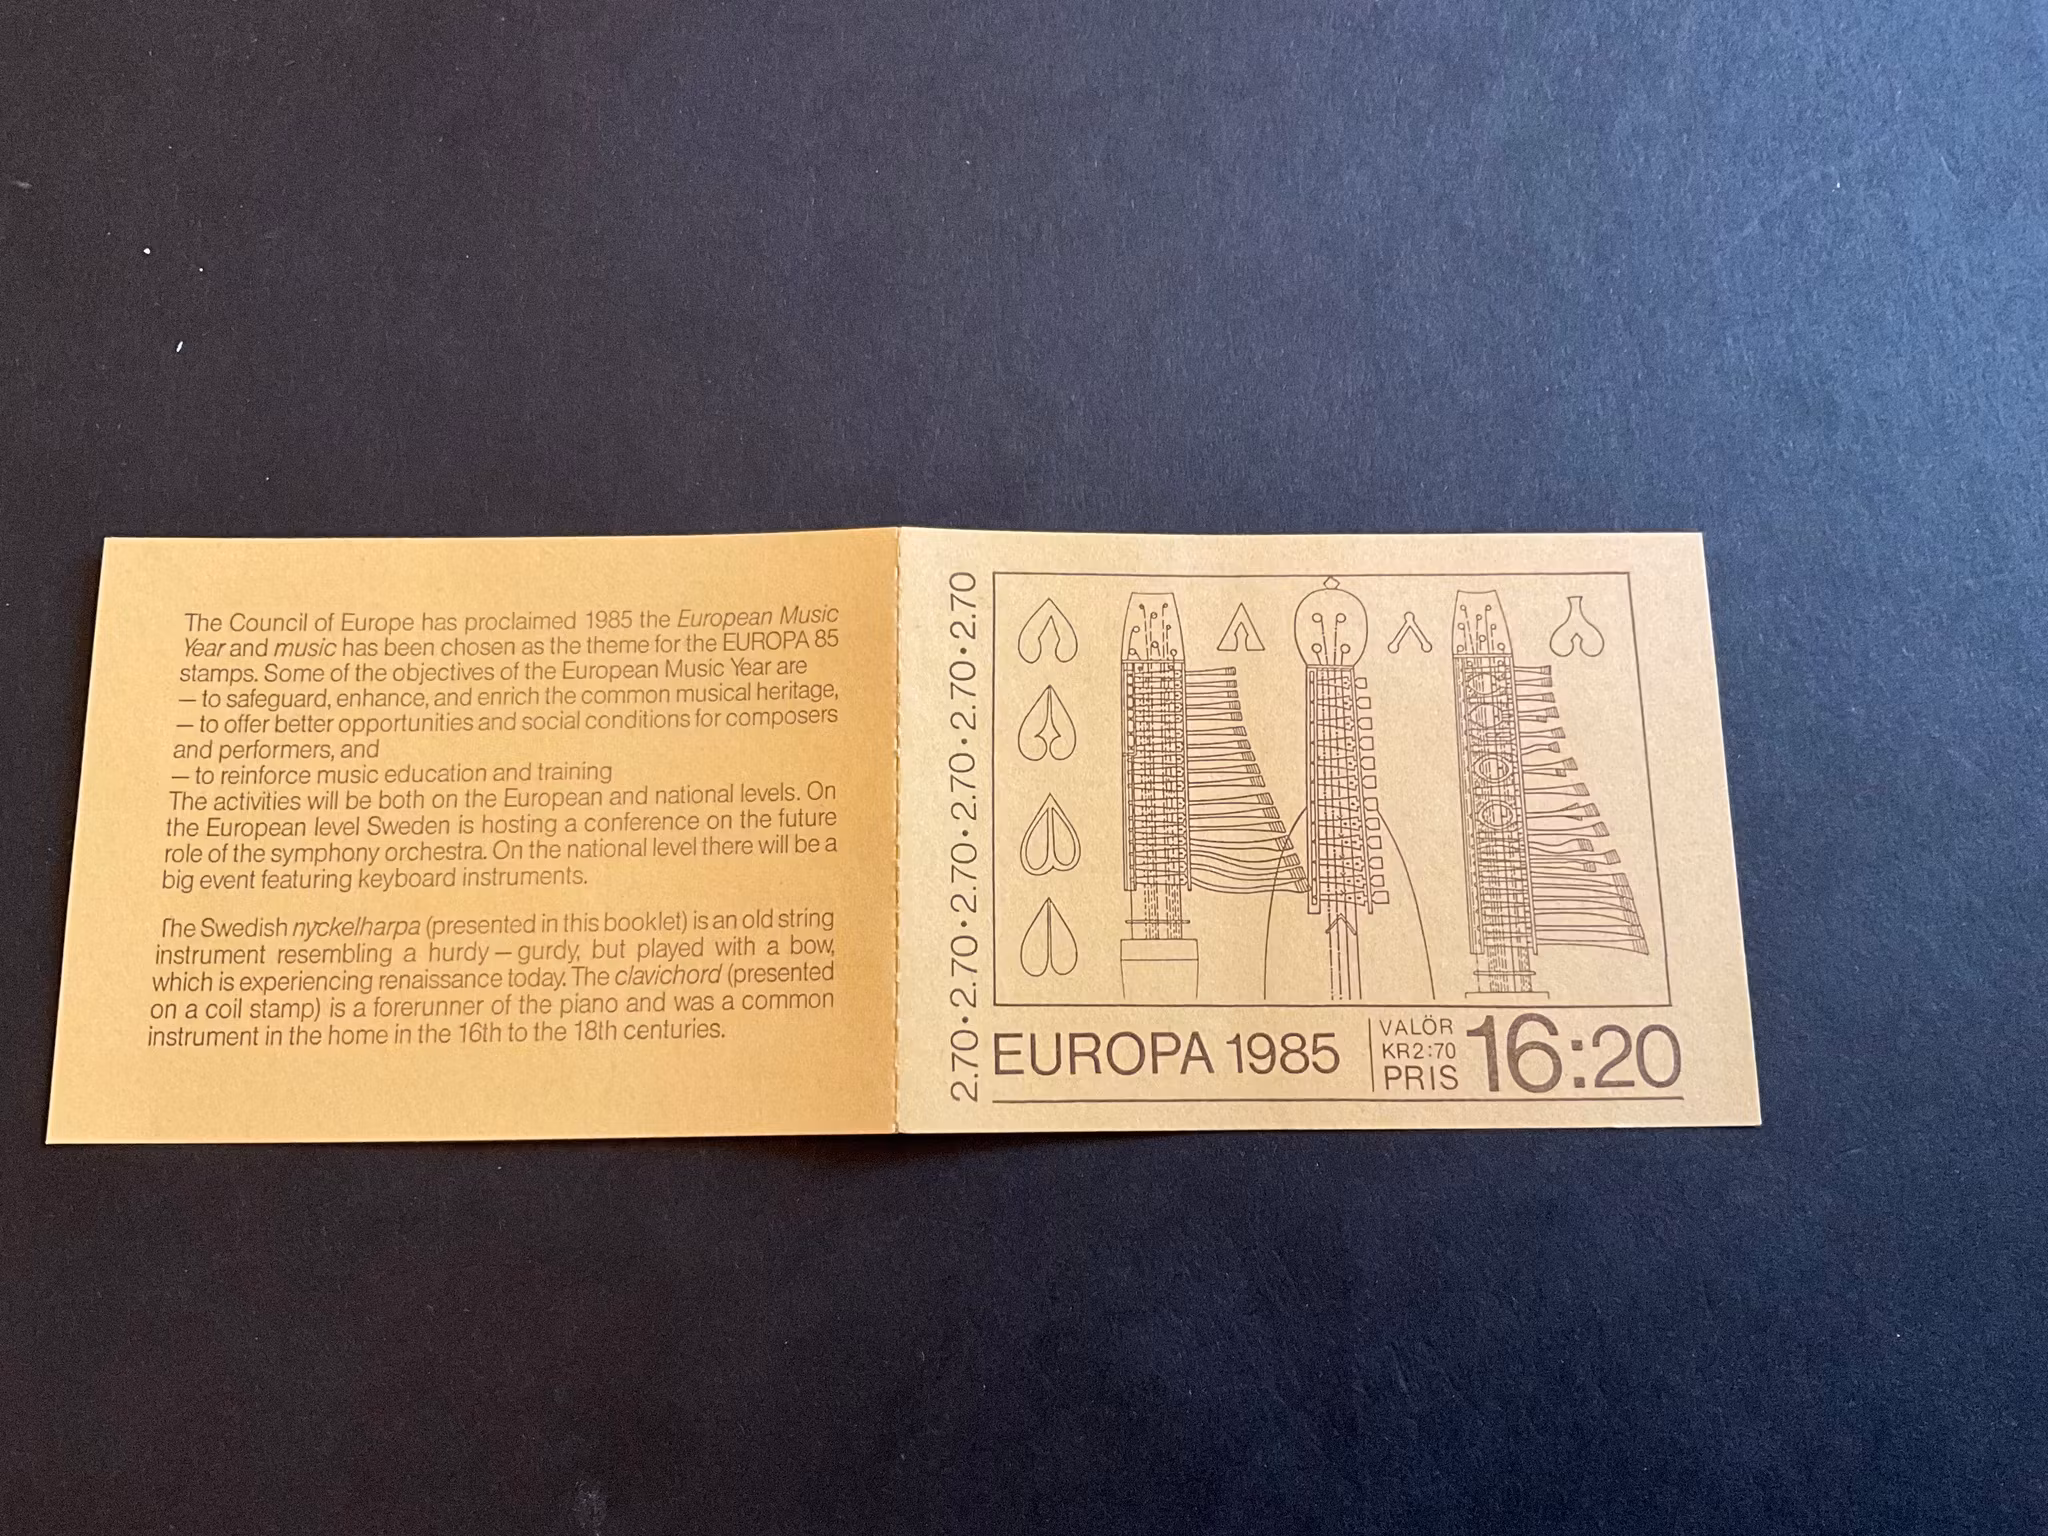 The Council of Europe has proclaimed 1985 the European Music
Year and music has been chosen as the theme for the EUROPA 85
stamps. Some of the objectives of the European Music Year are
— to safeguard, enhance, and enrich the common musical heritage,
— to offer better opportunities and social conditions for composers
and performers, and
— to reinforce music education and training
The activities will be both on the European and national levels. On
the European level Sweden is hosting a conference on the future
role of the symphony orchestra. On the national level there will be a
big event featuring keyboard instruments.
The Swedish nyckelharpa (presented in this booklet) is an old string
instrument resembling a hurdy – gurdy, but played with a bow,
which is experiencing renaissance today. The clavichord (presented
on a coil stamp) is a forerunner of the piano and was a common
instrument in the home in the 16th to the 18th centuries.
2.70 • 2.70 • 2.70 • 2.70 • 2.70 • 2.70
EUROPA 1985
VALÖR
KR 2:70
PRIS
16:20